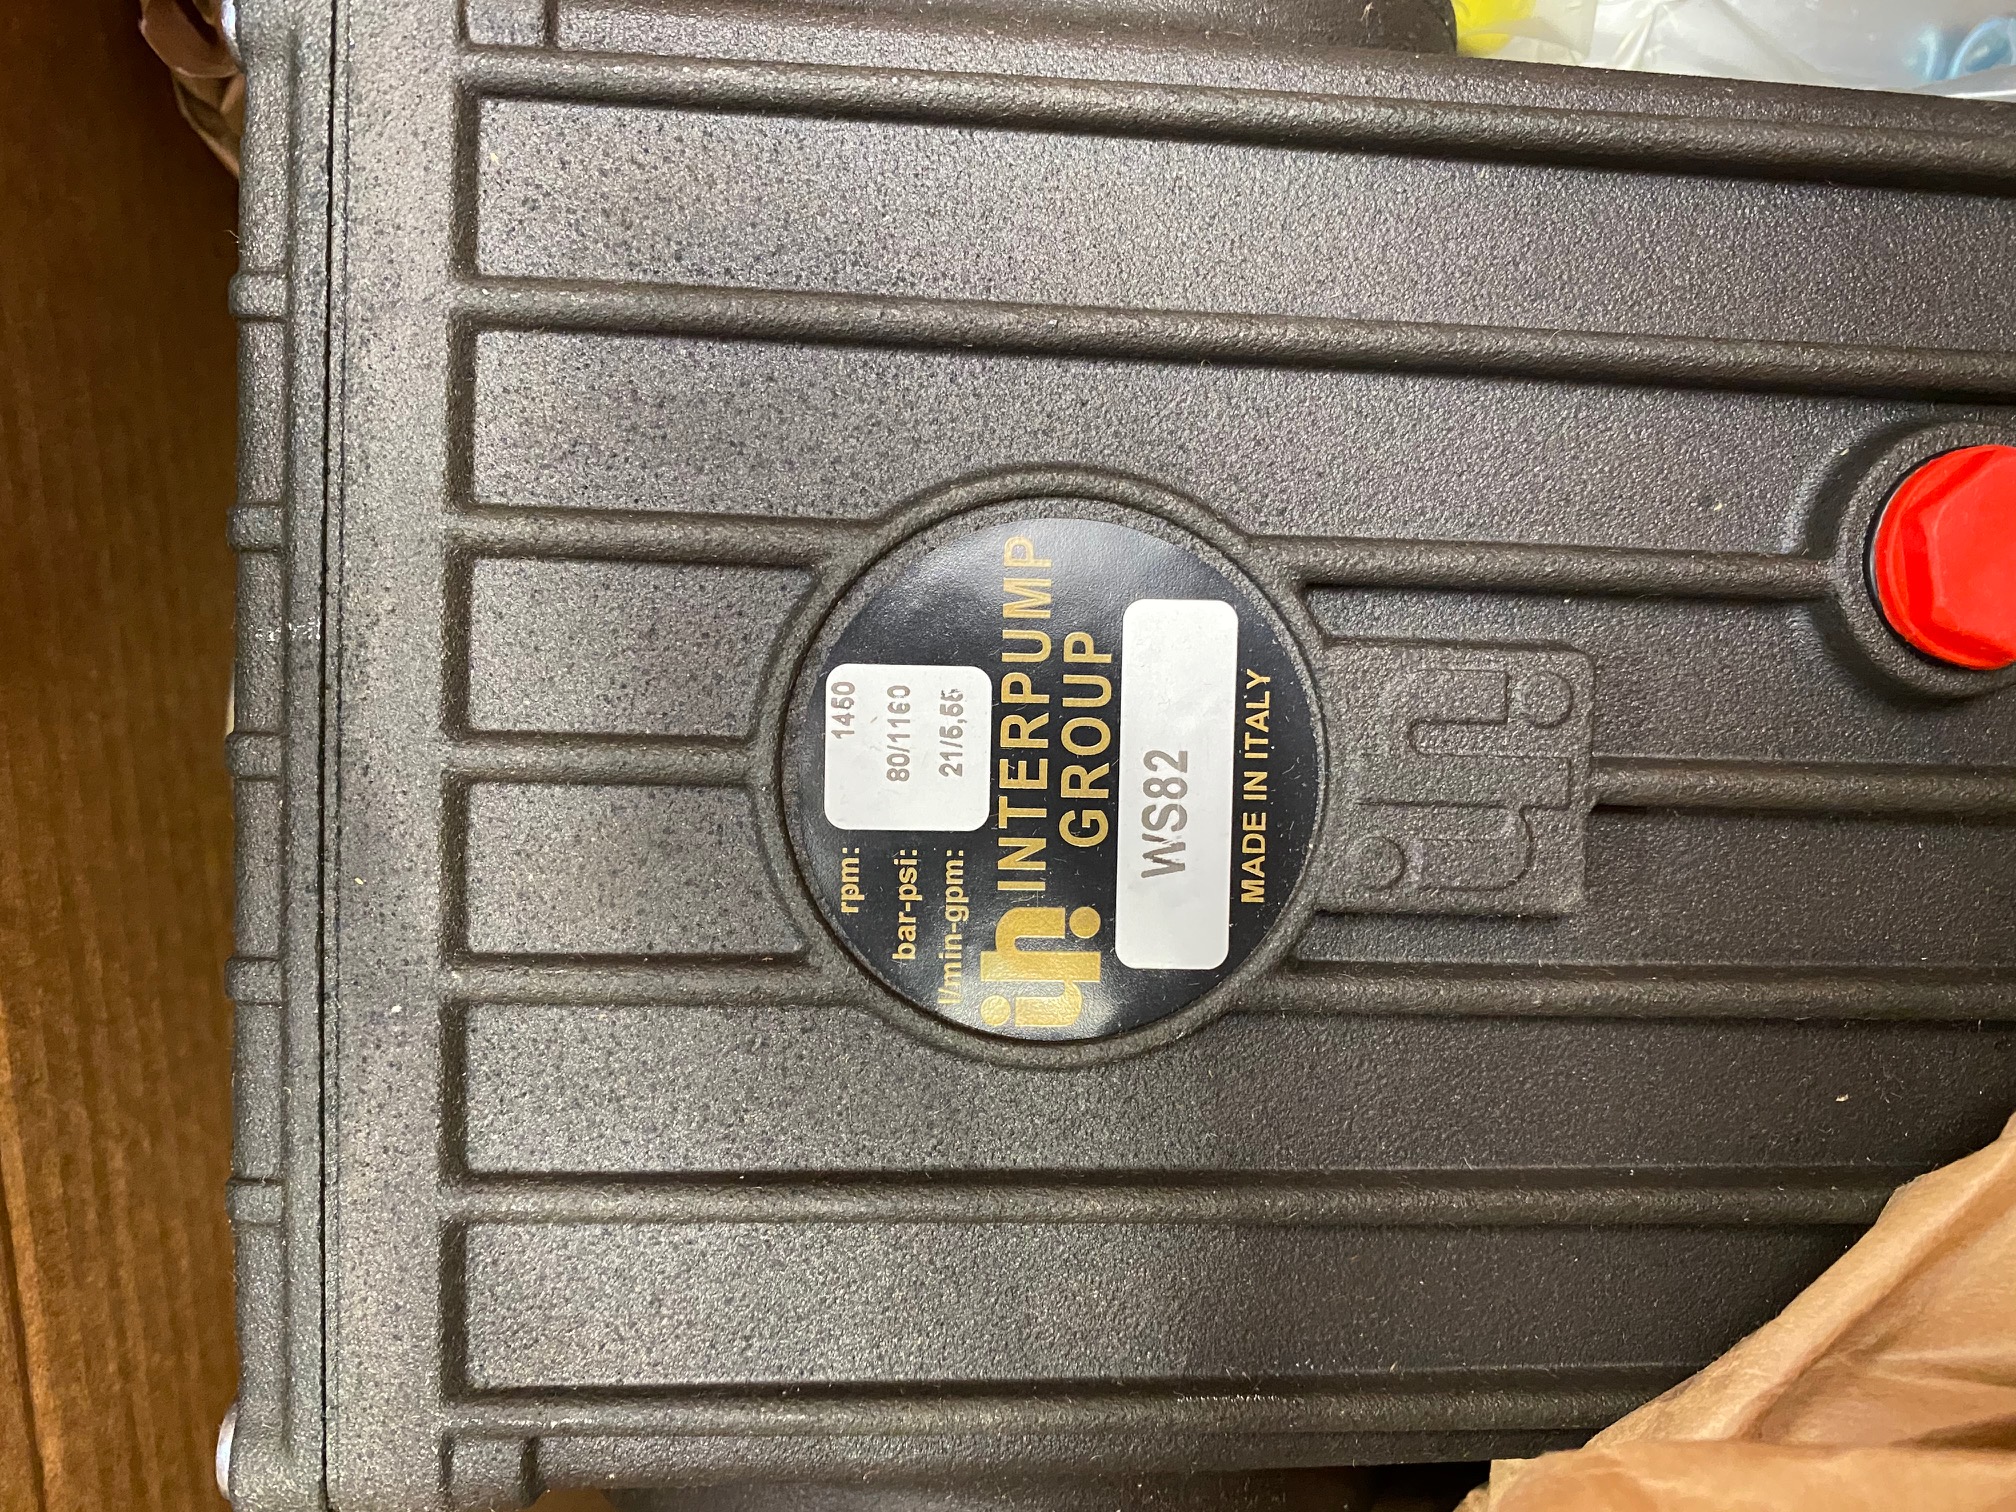 rpm: 1450
bar-psi: 80/1160
l/min-gpm: 21/5,55
INTERPUMP
GROUP
WS82
MADE IN ITALY